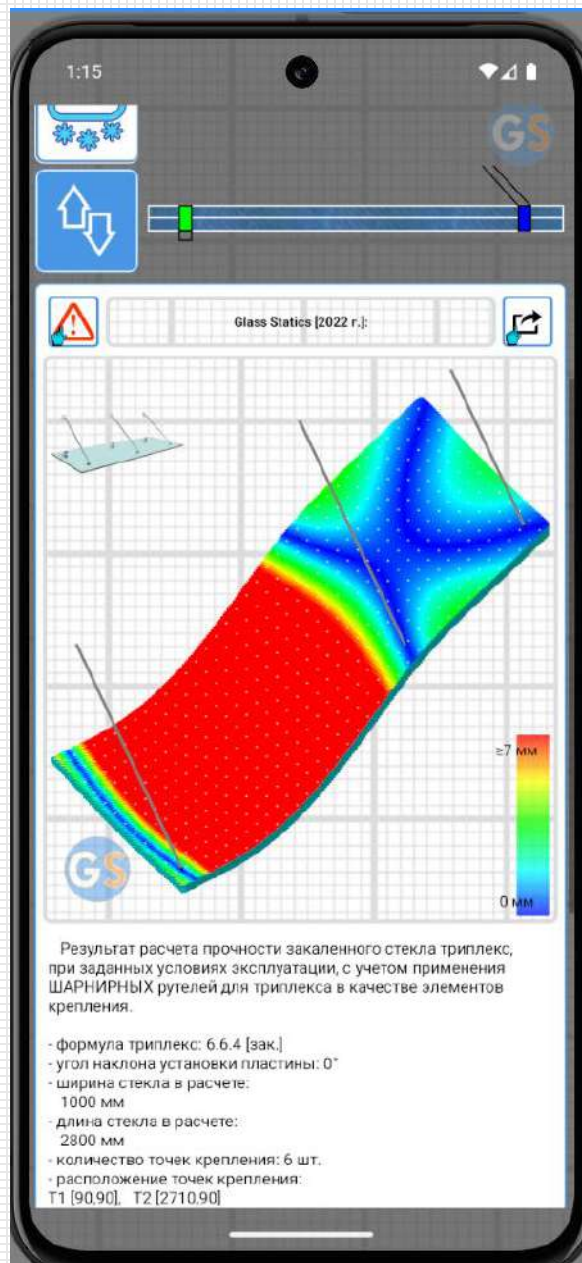 1:15
GS
Glass Statics [2022 г.]:
≥7 мм
0 мм
GS
Результат расчета прочности закаленного стекла триплекс,
при заданных условиях эксплуатации, с учетом применения
ШАРНИРНЫХ рутелей для триплекса в качестве элементов
крепления.
- формула триплекс: 6.6.4 [зак.]
- угол наклона установки пластины: 0°
- ширина стекла в расчете:
1000 мм
- длина стекла в расчете:
2800 мм
- количество точек крепления: 6 шт.
- расположение точек крепления:
T1 [90,90], T2 [2710,90]